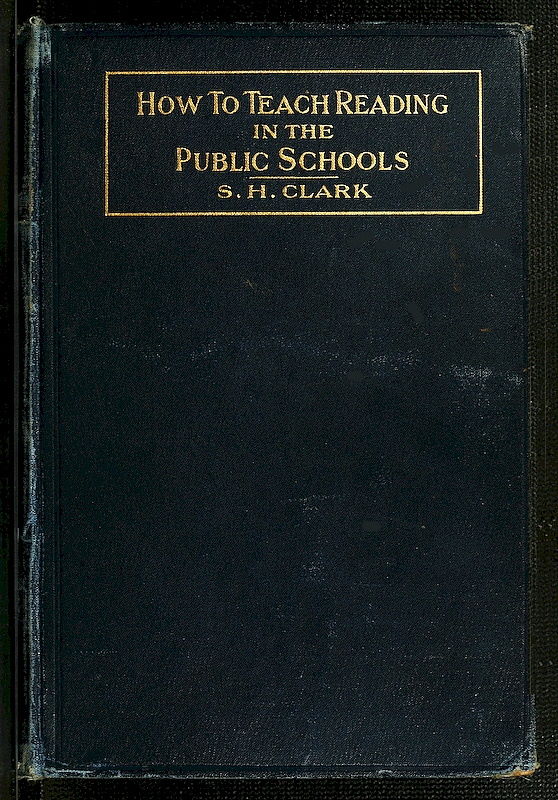 How To Teach Reading
in the
Public Schools
S. H. Clark